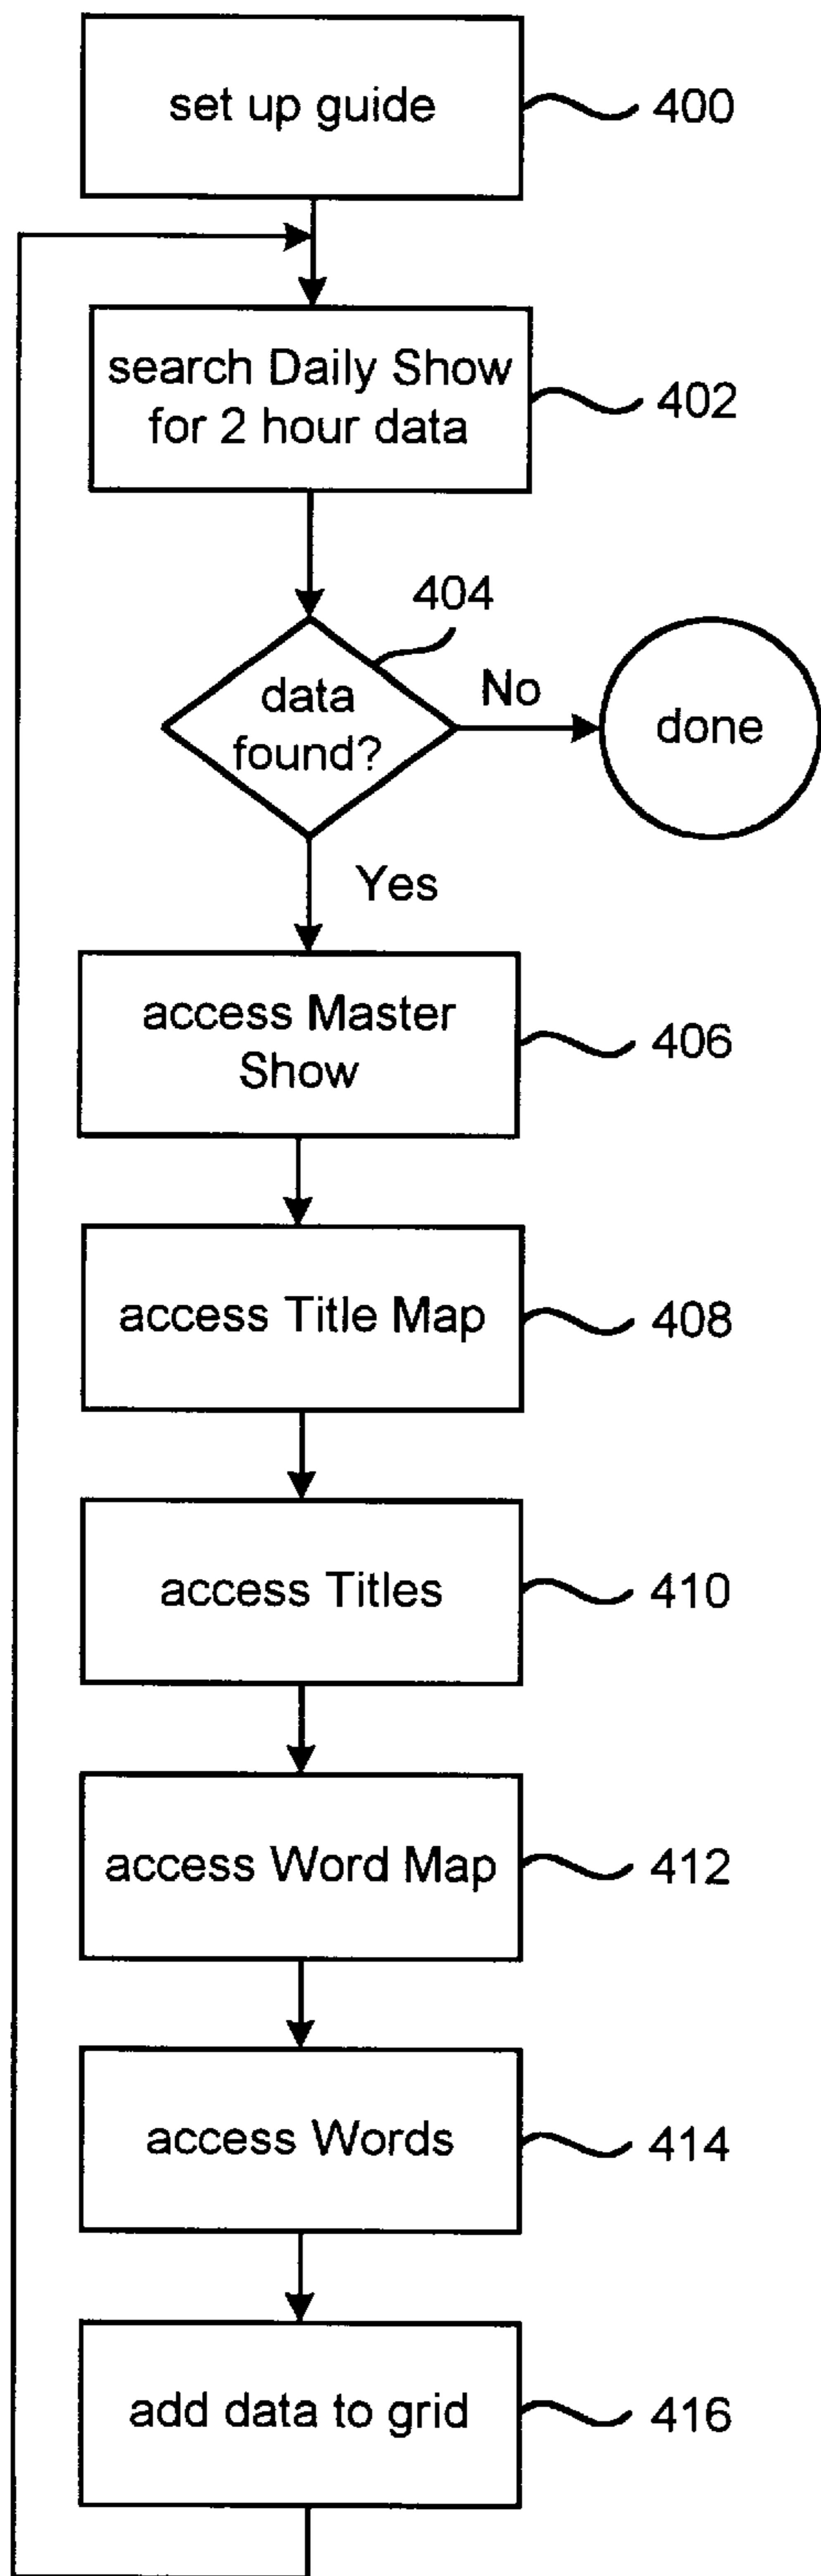 set up guide
400
search Daily Show
for 2 hour data
402
404
data
found?
No
done
Yes
access Master
Show
406
access Title Map
408
access Titles
410
access Word Map
412
access Words
414
add data to grid
416